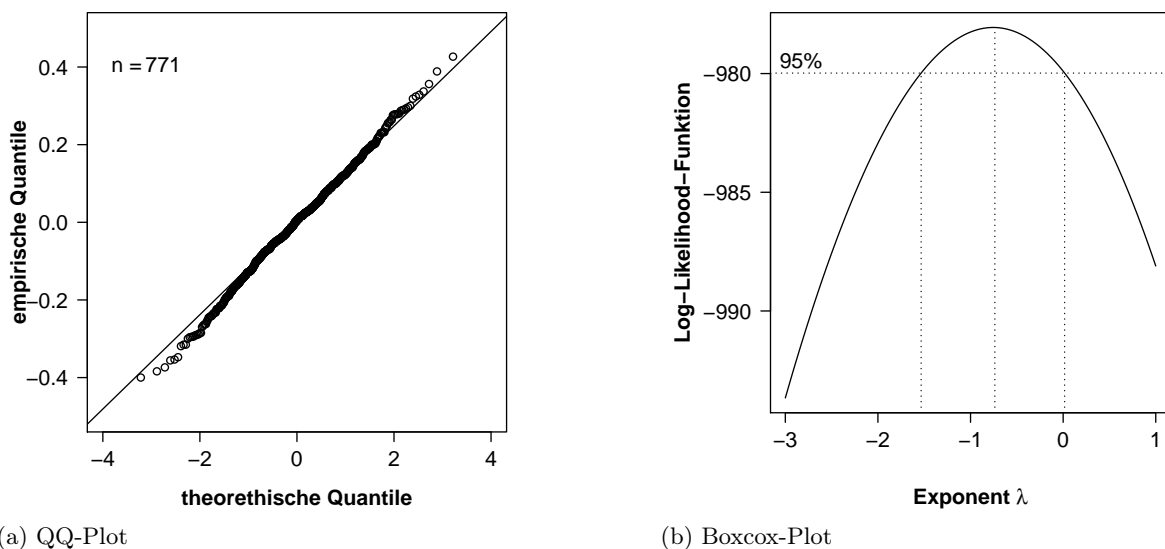 n = 771
empirische Quantile
0.4
0.2
0.0
−0.2
−0.4
−4
−2
0
2
4
theorethische Quantile
(a) QQ-Plot
95%
Log−Likelihood−Funktion
−980
−985
−990
−3
−2
−1
0
1
Exponent λ
(b) Boxcox-Plot